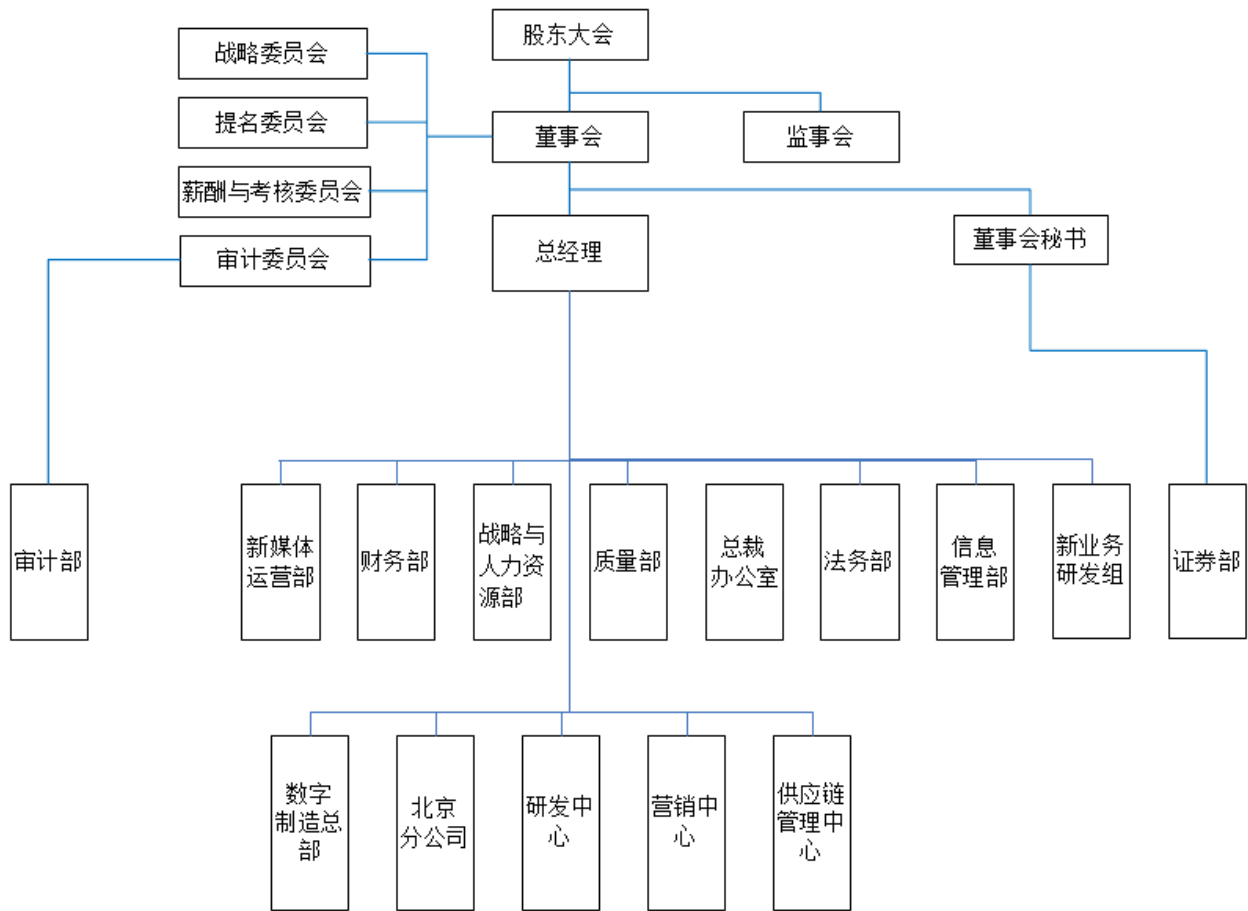 股东大会
战略委员会
提名委员会
董事会
监事会
薪酬与考核委员会
总经理
董事会秘书
审计委员会
审计部
新媒体
运营部
财务部
战略与
人力资
源部
质量部
总裁
办公室
法务部
信息
管理部
新业务
研发组
证券部
数字
制造总
部
北京
分公司
研发中
心
营销中
心
供应链
管理中
心